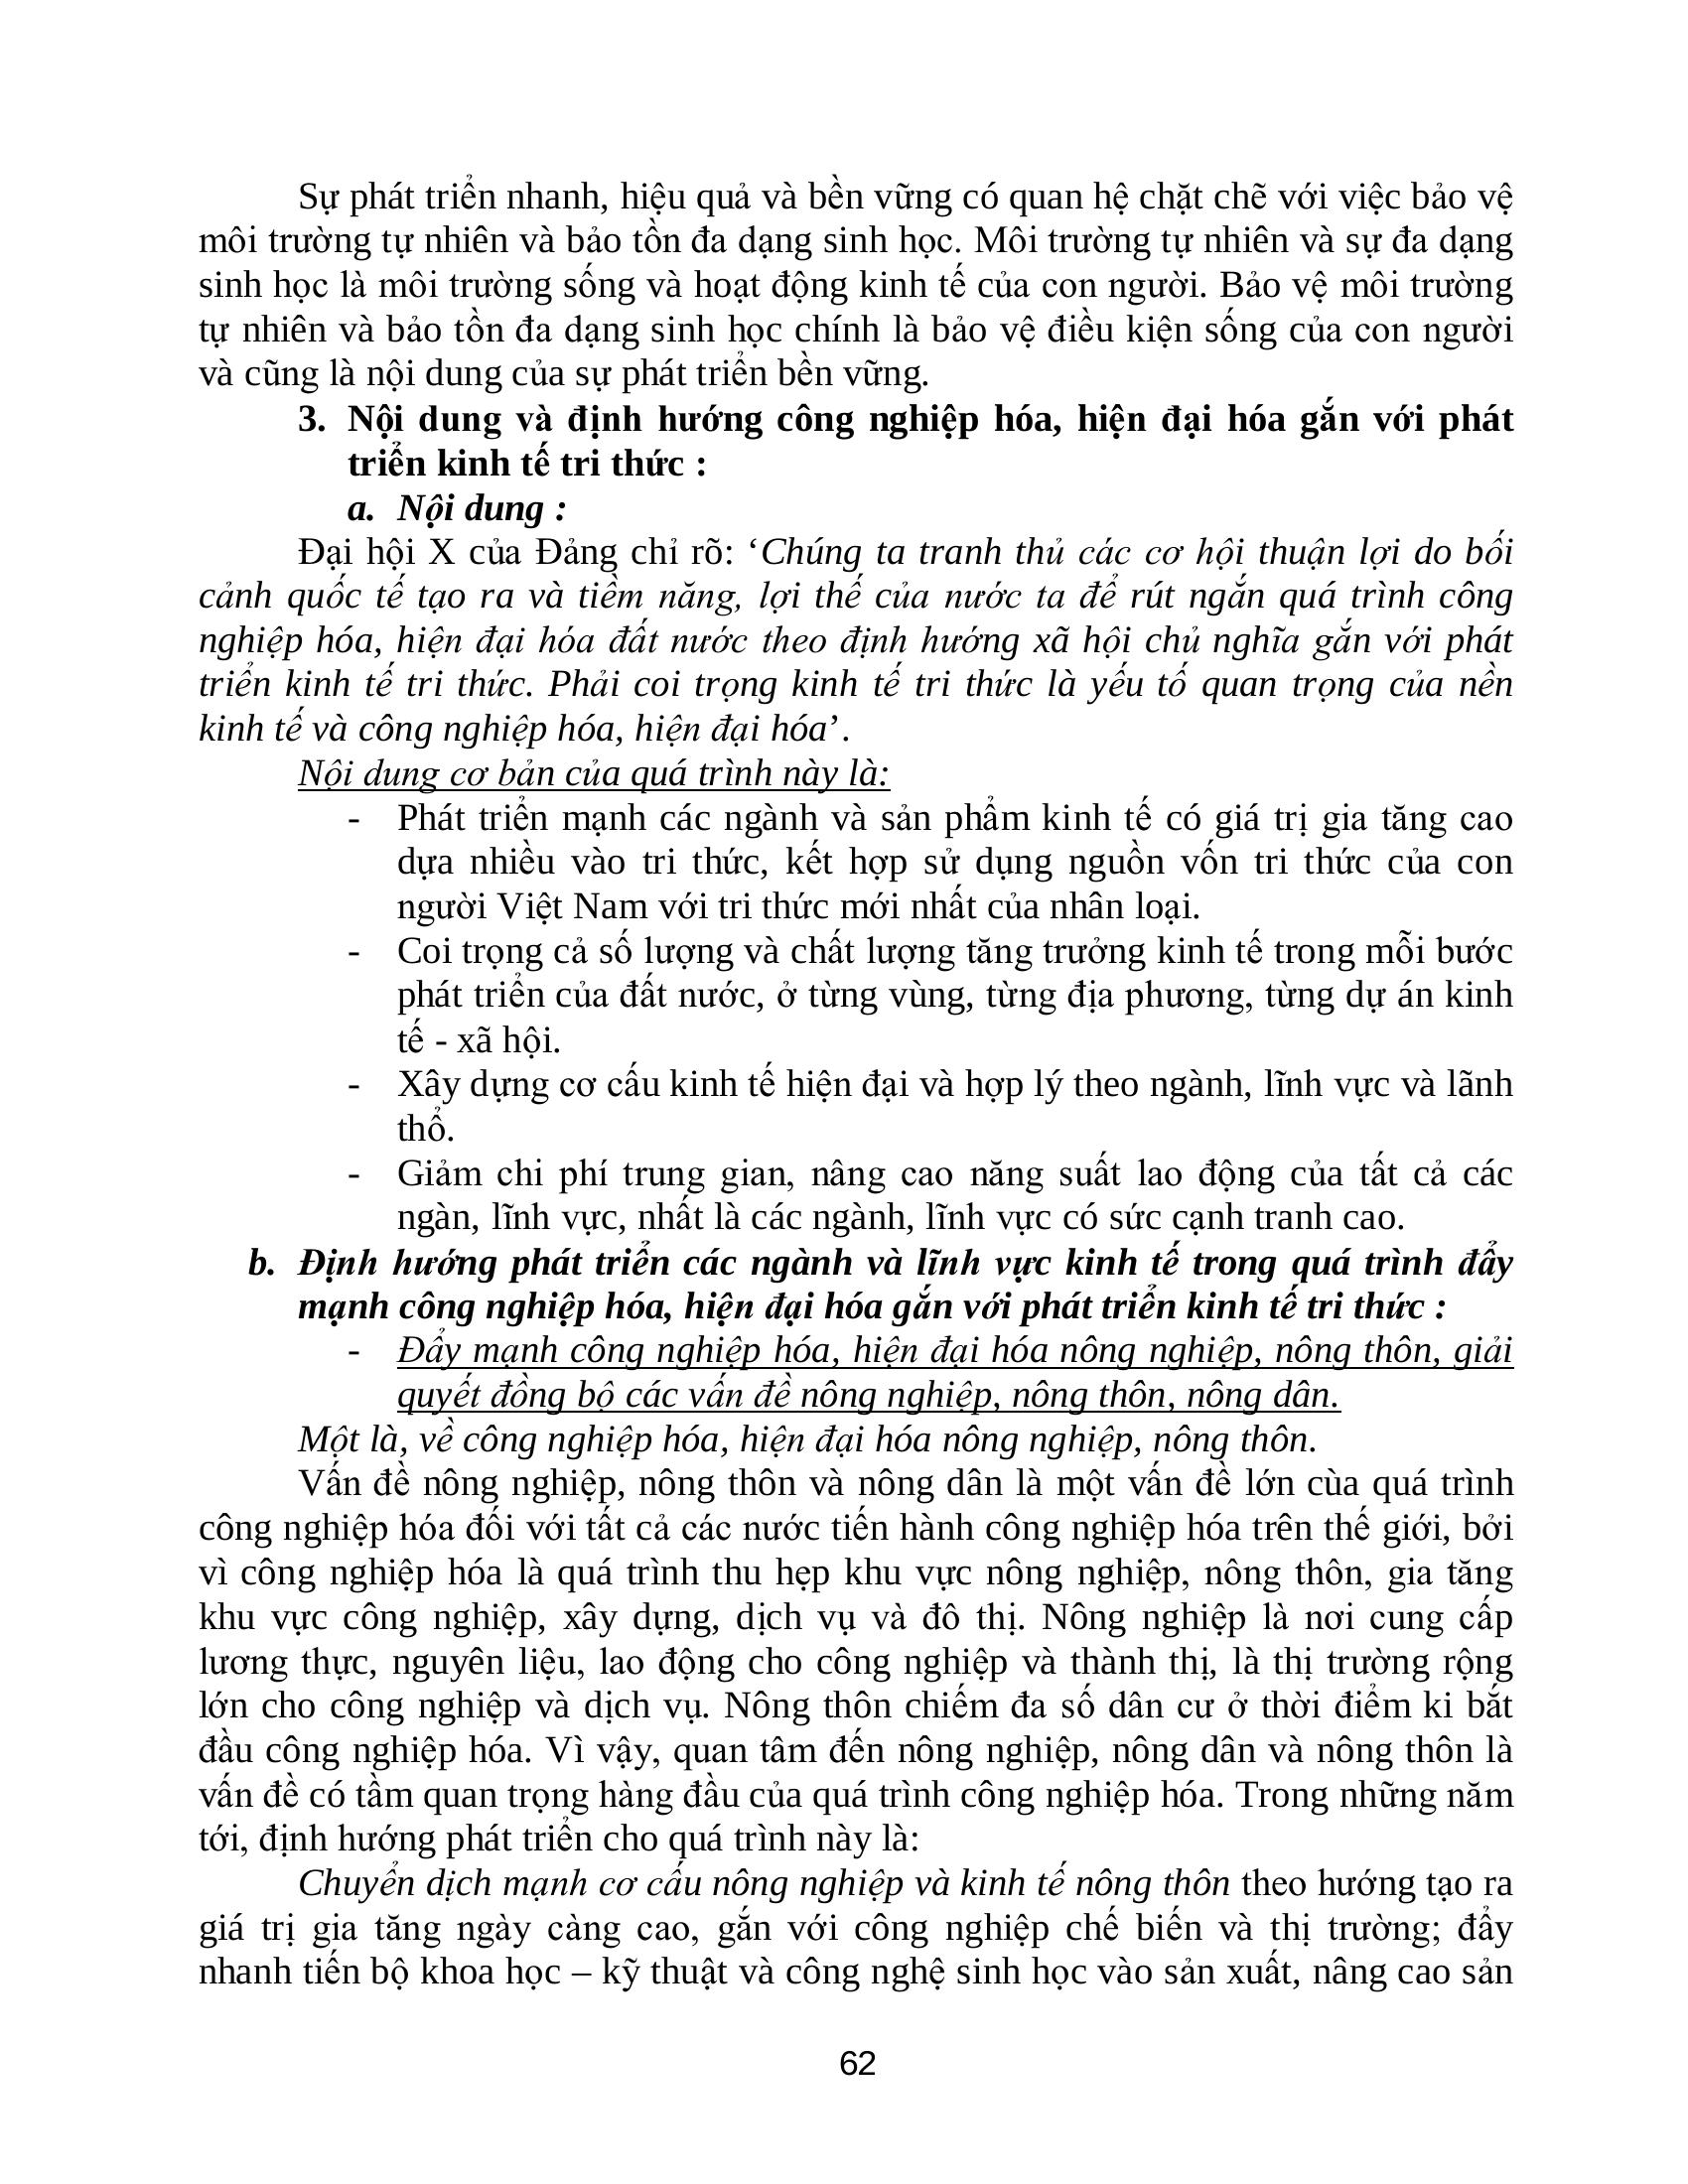 Sự phát triển nhanh, hiệu quả và bền vững có quan hệ chặt chẽ với việc bảo vệ
môi trường tự nhiên và bảo tồn đa dạng sinh học. Môi trường tự nhiên và sự đa dạng
sinh học là môi trường sống và hoạt động kinh tế của con người. Bảo vệ môi trường
tự nhiên và bảo tồn đa dạng sinh học chính là bảo vệ điều kiện sống của con người
và cũng là nội dung của sự phát triển bền vững.
3. Nội dung và định hướng công nghiệp hóa, hiện đại hóa gắn với phát
triển kinh tế tri thức :
a. Nội dung :
Đại hội X của Đảng chỉ rõ: ‘Chúng ta tranh thủ các cơ hội thuận lợi do bối
cảnh quốc tế tạo ra và tiềm năng, lợi thế của nước ta để rút ngắn quá trình công
nghiệp hóa, hiện đại hóa đất nước theo định hướng xã hội chủ nghĩa gắn với phát
triển kinh tế tri thức. Phải coi trọng kinh tế tri thức là yếu tố quan trọng của nền
kinh tế và công nghiệp hóa, hiện đại hóa’.
Nội dung cơ bản của quá trình này là:
- Phát triển mạnh các ngành và sản phẩm kinh tế có giá trị gia tăng cao
dựa nhiều vào tri thức, kết hợp sử dụng nguồn vốn tri thức của con
người Việt Nam với tri thức mới nhất của nhân loại.
- Coi trọng cả số lượng và chất lượng tăng trưởng kinh tế trong mỗi bước
phát triển của đất nước, ở từng vùng, từng địa phương, từng dự án kinh
tế - xã hội.
- Xây dựng cơ cấu kinh tế hiện đại và hợp lý theo ngành, lĩnh vực và lãnh
thổ.
- Giảm chi phí trung gian, nâng cao năng suất lao động của tất cả các
ngàn, lĩnh vực, nhất là các ngành, lĩnh vực có sức cạnh tranh cao.
b. Định hướng phát triển các ngành và lĩnh vực kinh tế trong quá trình đẩy
mạnh công nghiệp hóa, hiện đại hóa gắn với phát triển kinh tế tri thức :
- Đẩy mạnh công nghiệp hóa, hiện đại hóa nông nghiệp, nông thôn, giải
quyết đồng bộ các vấn đề nông nghiệp, nông thôn, nông dân.
Một là, về công nghiệp hóa, hiện đại hóa nông nghiệp, nông thôn.
Vấn đề nông nghiệp, nông thôn và nông dân là một vấn đề lớn cùa quá trình
công nghiệp hóa đối với tất cả các nước tiến hành công nghiệp hóa trên thế giới, bởi
vì công nghiệp hóa là quá trình thu hẹp khu vực nông nghiệp, nông thôn, gia tăng
khu vực công nghiệp, xây dựng, dịch vụ và đô thị. Nông nghiệp là nơi cung cấp
lương thực, nguyên liệu, lao động cho công nghiệp và thành thị, là thị trường rộng
lớn cho công nghiệp và dịch vụ. Nông thôn chiếm đa số dân cư ở thời điểm ki bắt
đầu công nghiệp hóa. Vì vậy, quan tâm đến nông nghiệp, nông dân và nông thôn là
vấn đề có tầm quan trọng hàng đầu của quá trình công nghiệp hóa. Trong những năm
tới, định hướng phát triển cho quá trình này là:
Chuyển dịch mạnh cơ cấu nông nghiệp và kinh tế nông thôn theo hướng tạo ra
giá trị gia tăng ngày càng cao, gắn với công nghiệp chế biến và thị trường; đẩy
nhanh tiến bộ khoa học – kỹ thuật và công nghệ sinh học vào sản xuất, nâng cao sản
62